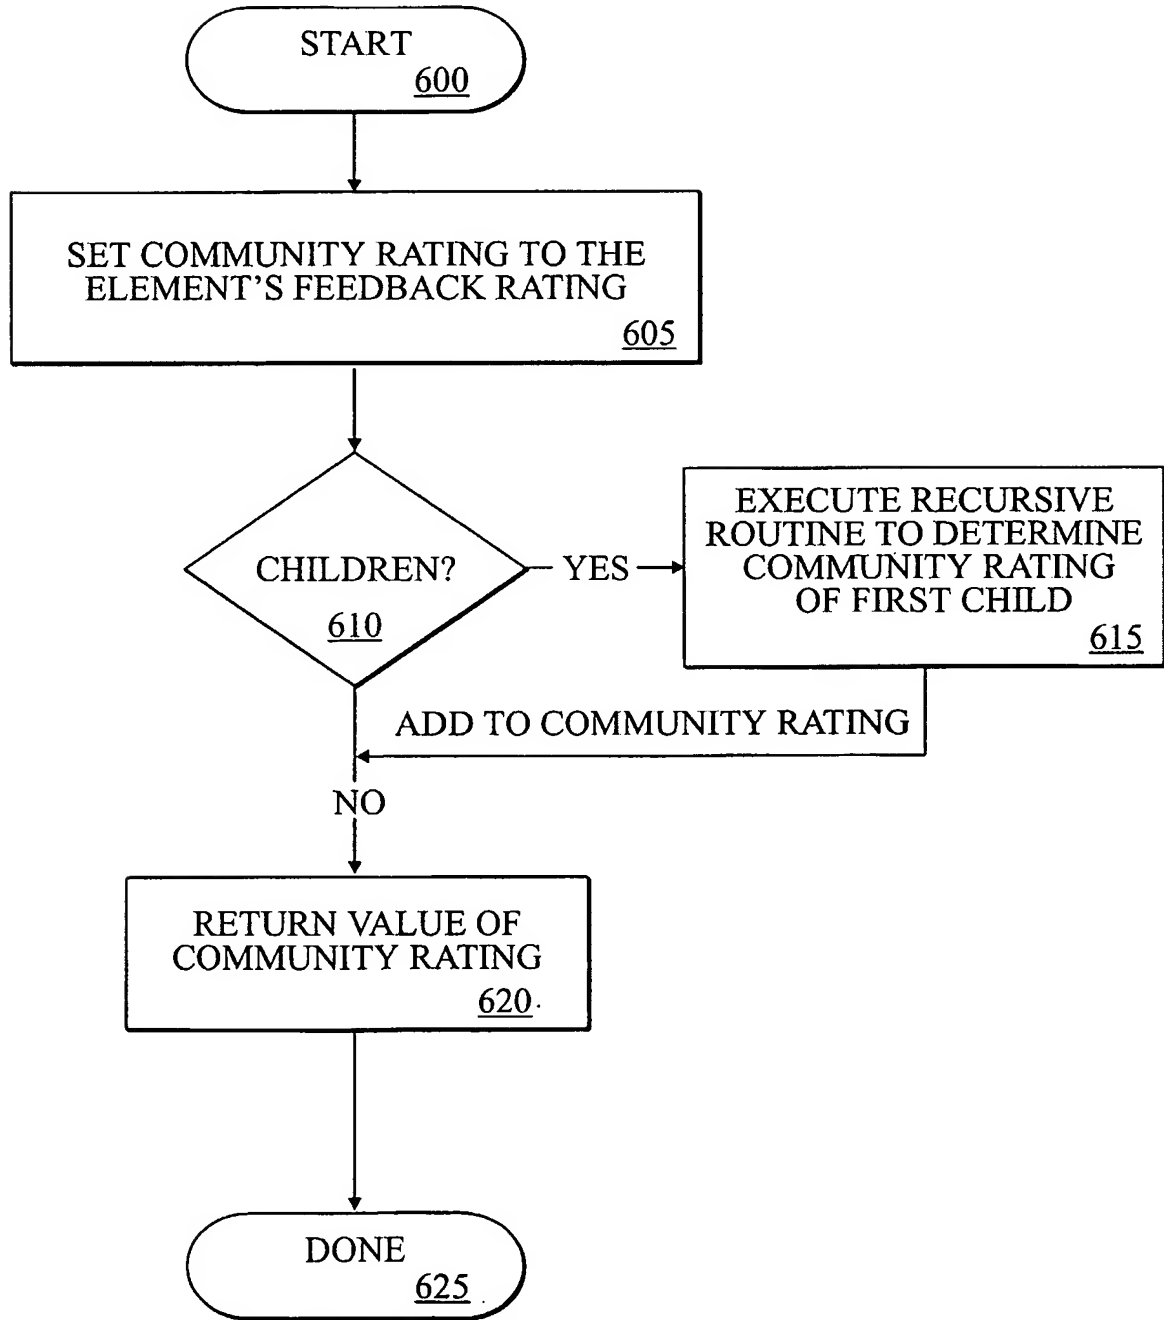 START
600
SET COMMUNITY RATING TO THE
ELEMENT'S FEEDBACK RATING
605
CHILDREN?
610
YES
EXECUTE RECURSIVE
ROUTINE TO DETERMINE
COMMUNITY RATING
OF FIRST CHILD
615
ADD TO COMMUNITY RATING
NO
RETURN VALUE OF
COMMUNITY RATING
620
DONE
625